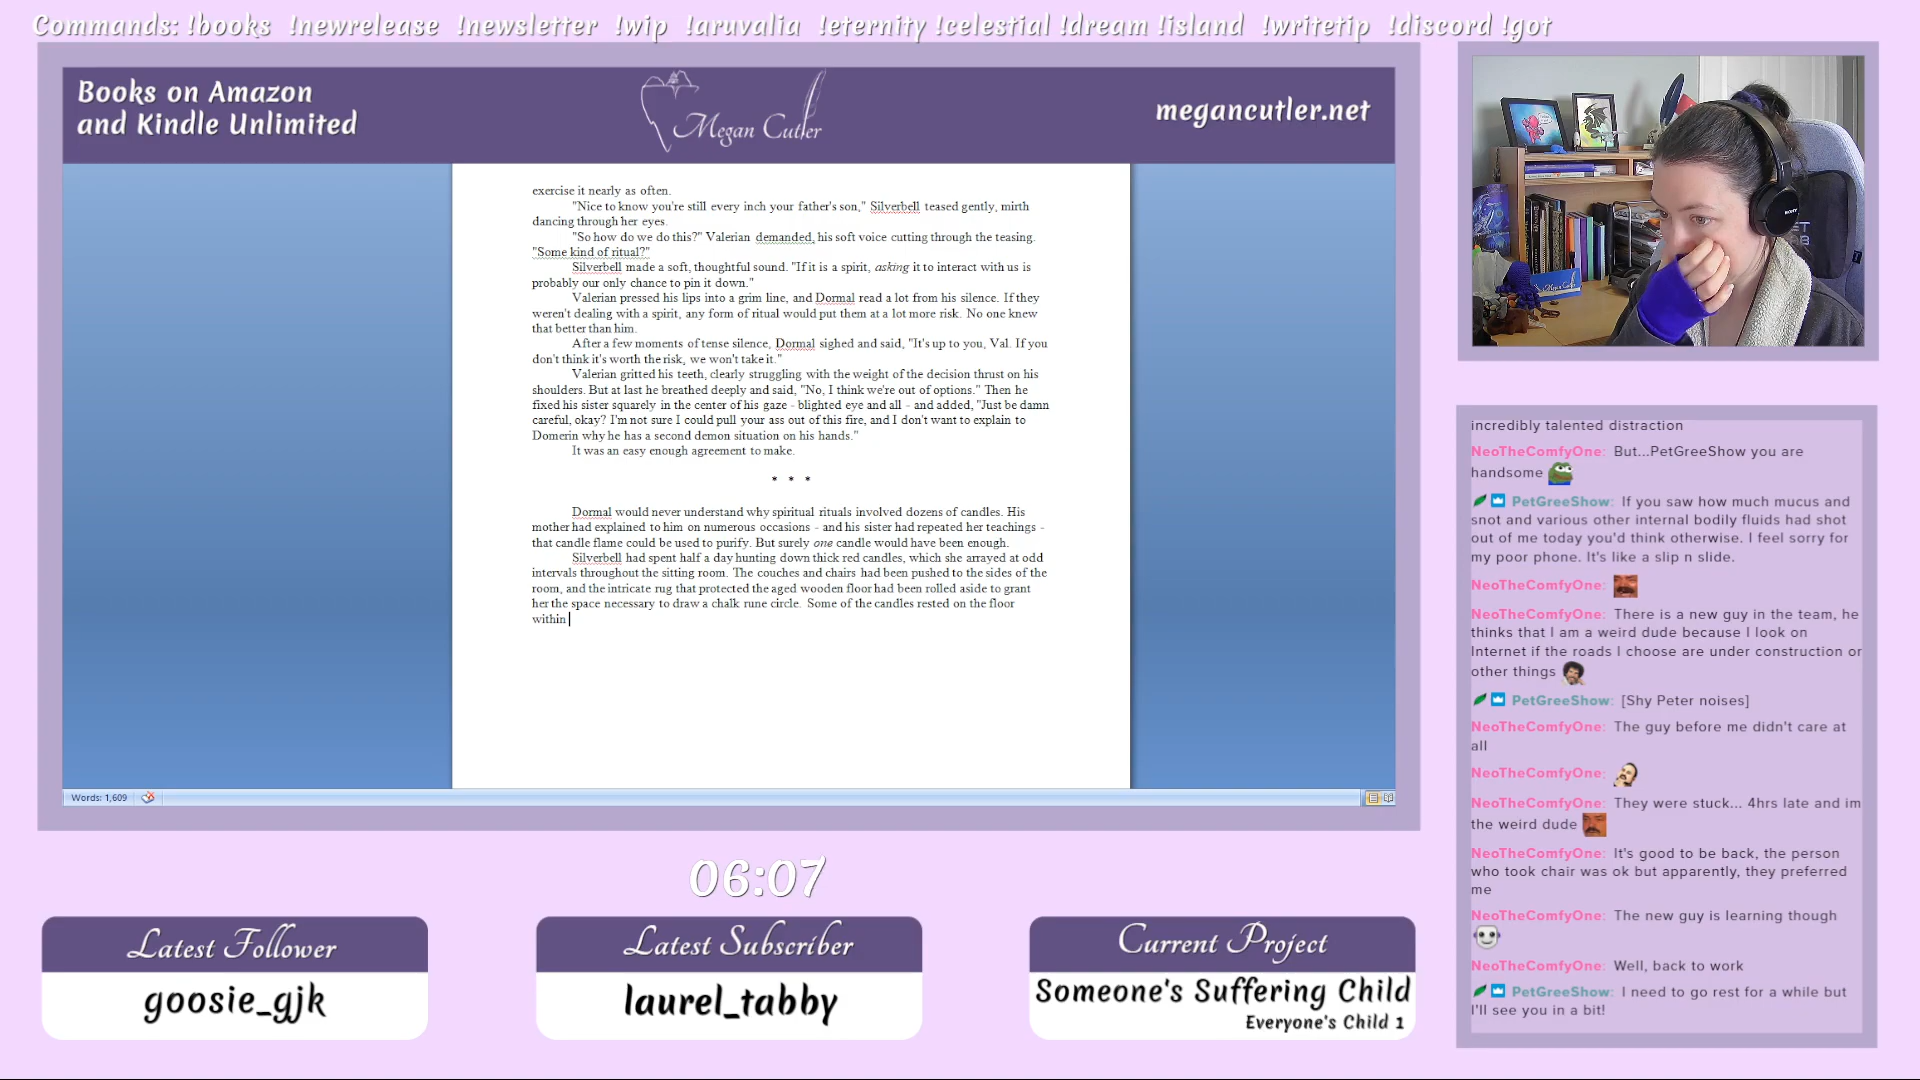 Commands: !books !newrelease !newsletter !wip !aruvalia !eternity !celestial !dream !island !writetip !discord !got
Books on Amazon
and Kindle Unlimited
Megan Cutler
megancutler.net
exercise it nearly as often.
"Nice to know you're still every inch your father's son," Silverbell teased gently, mirth
dancing through her eyes.
"So how do we do this?" Valerian demanded, his soft voice cutting through the teasing.
"Some kind of ritual?"
Silverbell made a soft, thoughtful sound. "If it is a spirit, asking it to interact with us is
probably our only chance to pin it down."
Valerian pressed his lips into a grim line, and Dormal read a lot from his silence. If they
weren't dealing with a spirit, any form of ritual would put them at a lot more risk. No one knew
that better than him.
After a few moments of tense silence, Dormal sighed and said, "It's up to you, Val. If you
don't think it's worth the risk, we won't take it."
Valerian gritted his teeth, clearly struggling with the weight of the decision thrust on his
shoulders. But at last he breathed deeply and said, "No, I think we're out of options." Then he
fixed his sister squarely in the center of his gaze - blighted eye and all - and added, "Just be damn
careful, okay? I'm not sure I could pull your ass out of this fire, and I don't want to explain to
Domerin why he has a second demon situation on his hands."
It was an easy enough agreement to make.
* * *
Dormal would never understand why spiritual rituals involved dozens of candles. His
mother had explained to him on numerous occasions - and his sister had repeated her teachings -
that candle flame could be used to purify. But surely one candle would have been enough.
Silverbell had spent half a day hunting down thick red candles, which she arrayed at odd
intervals throughout the sitting room. The couches and chairs had been pushed to the sides of the
room, and the intricate rug that protected the aged wooden floor had been rolled aside to grant
her the space necessary to draw a chalk rune circle. Some of the candles rested on the floor
within
Words: 1,609
SONY
Megan Cutler
incredibly talented distraction
NeoTheComfyOne: But...PetGreeShow you are
handsome
PetGreeShow: If you saw how much mucus and
snot and various other internal bodily fluids had shot
out of me today you'd think otherwise. I feel sorry for
my poor phone. It's like a slip n slide.
NeoTheComfyOne:
NeoTheComfyOne: There is a new guy in the team, he
thinks that I am a weird dude because I look on
Internet if the roads I choose are under construction or
other things
PetGreeShow: [Shy Peter noises]
NeoTheComfyOne: The guy before me didn't care at
all
NeoTheComfyOne:
NeoTheComfyOne: They were stuck... 4hrs late and im
the weird dude
NeoTheComfyOne: It's good to be back, the person
who took chair was ok but apparently, they preferred
me
NeoTheComfyOne: The new guy is learning though
NeoTheComfyOne: Well, back to work
PetGreeShow: I need to go rest for a while but
I'll see you in a bit!
06:07
Latest Follower
goosie_gjk
Latest Subscriber
laurel_tabby
Current Project
Someone's Suffering Child
Everyone's Child 1